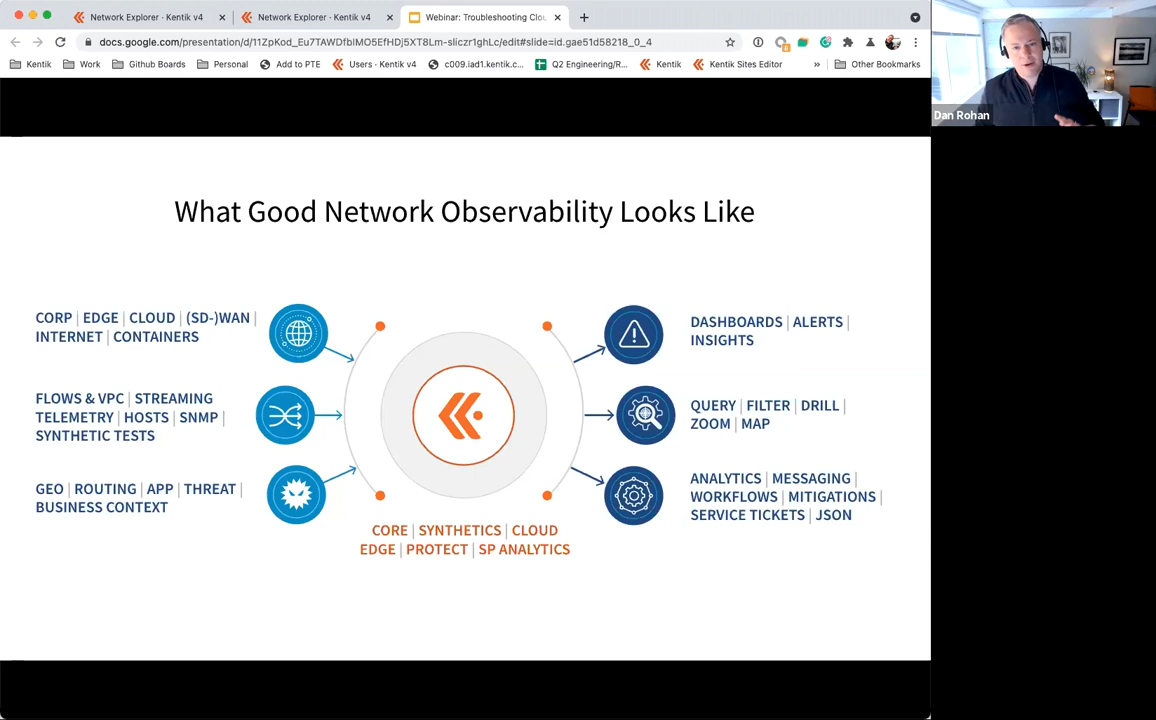 Network Explorer · Kentik v4
Network Explorer · Kentik v4
Webinar: Troubleshooting Clou
docs.google.com/presentation/d/11ZpKod_Eu7TAWDfbIMO5EfHDj5XT8Lm-sliczr1ghLc/edit#slide=id.gae51d58218_0_4
Kentik
Work
Github Boards
Personal
Add to PTE
Users · Kentik v4
c009.iad1.kentik.c...
Q2 Engineering/R...
Kentik
Kentik Sites Editor
»
Other Bookmarks
Dan Rohan
What Good Network Observability Looks Like
CORP | EDGE | CLOUD | (SD-)WAN |
INTERNET | CONTAINERS
FLOWS & VPC | STREAMING
TELEMETRY | HOSTS | SNMP |
SYNTHETIC TESTS
GEO | ROUTING | APP | THREAT |
BUSINESS CONTEXT
CORE | SYNTHETICS | CLOUD
EDGE | PROTECT | SP ANALYTICS
DASHBOARDS | ALERTS |
INSIGHTS
QUERY | FILTER | DRILL |
ZOOM | MAP
ANALYTICS | MESSAGING |
WORKFLOWS | MITIGATIONS |
SERVICE TICKETS | JSON